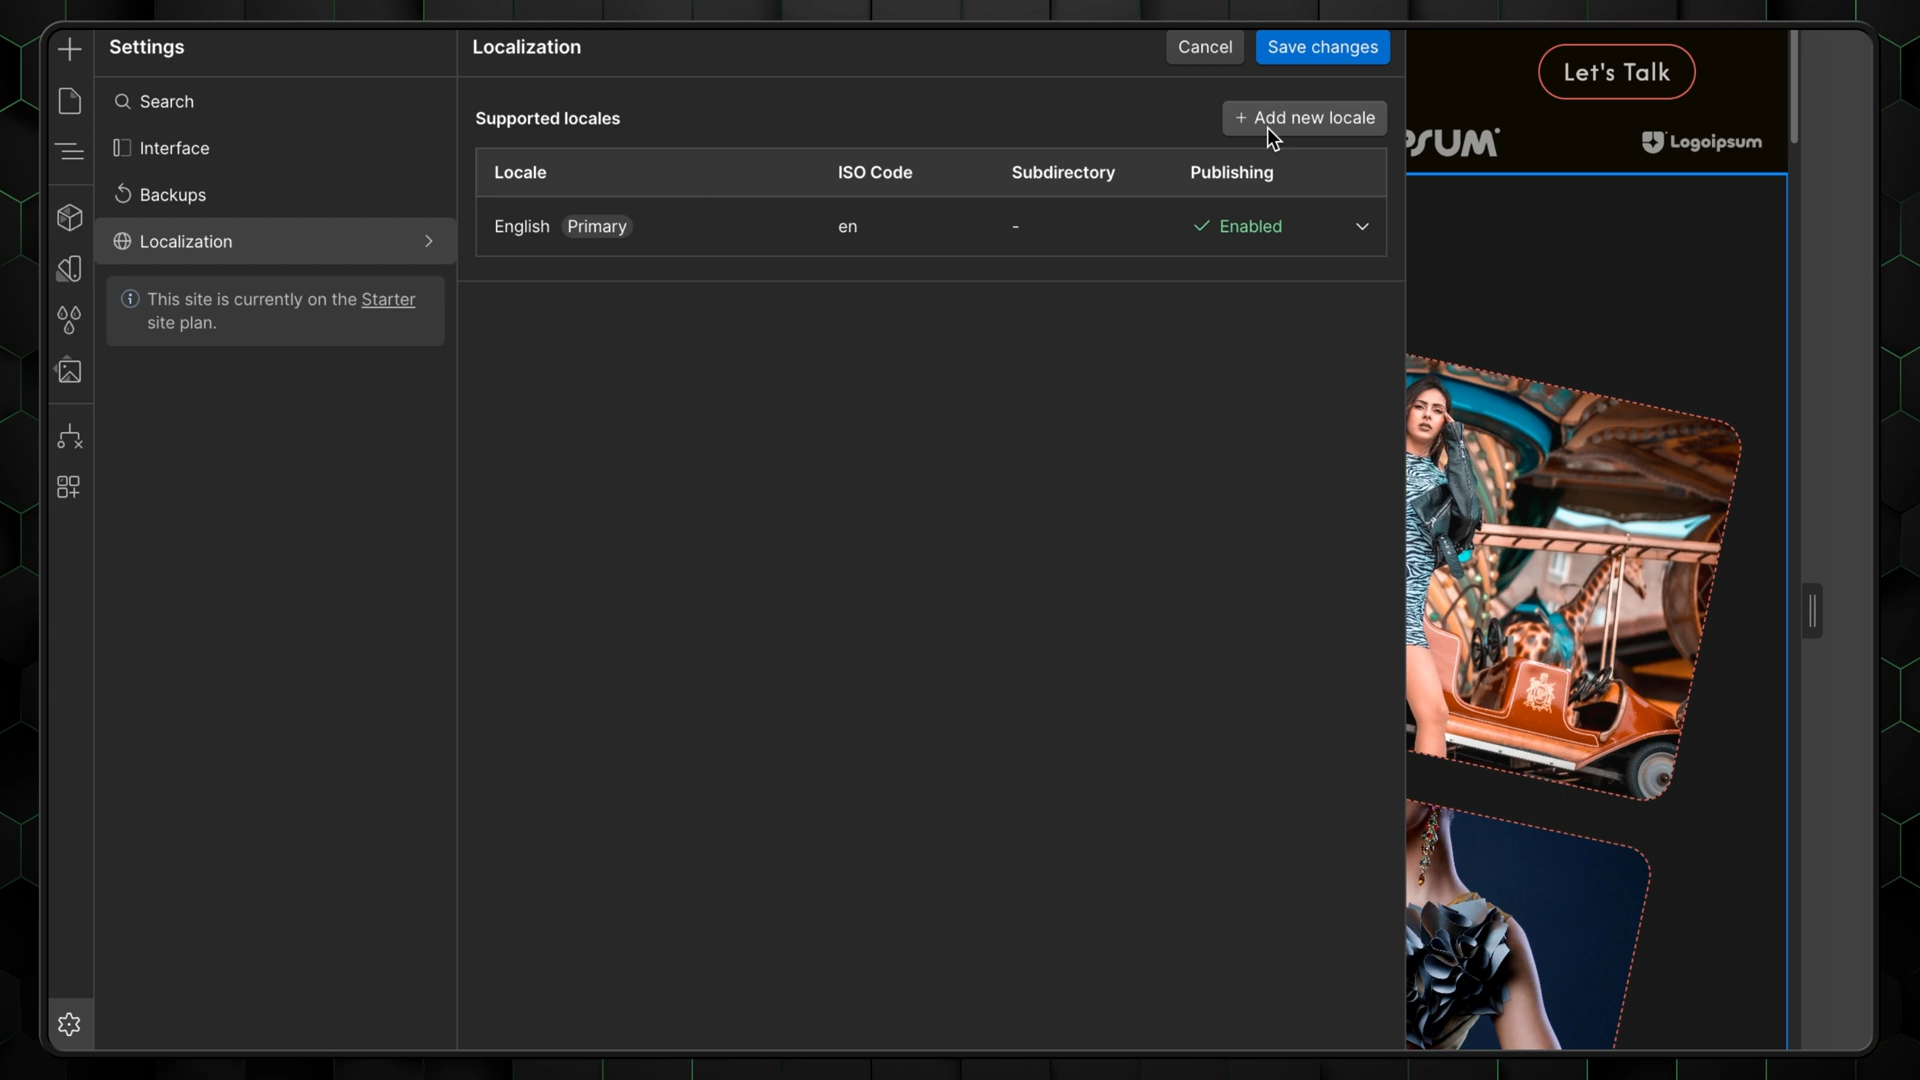 Settings
Search
Interface
Backups
Localization
This site is currently on the Starter
site plan.
Localization
Cancel
Save changes
Supported locales
+ Add new locale
Locale ISO Code Subdirectory Publishing
English Primary en - Enabled
Let's Talk
PSUM
Logoipsum